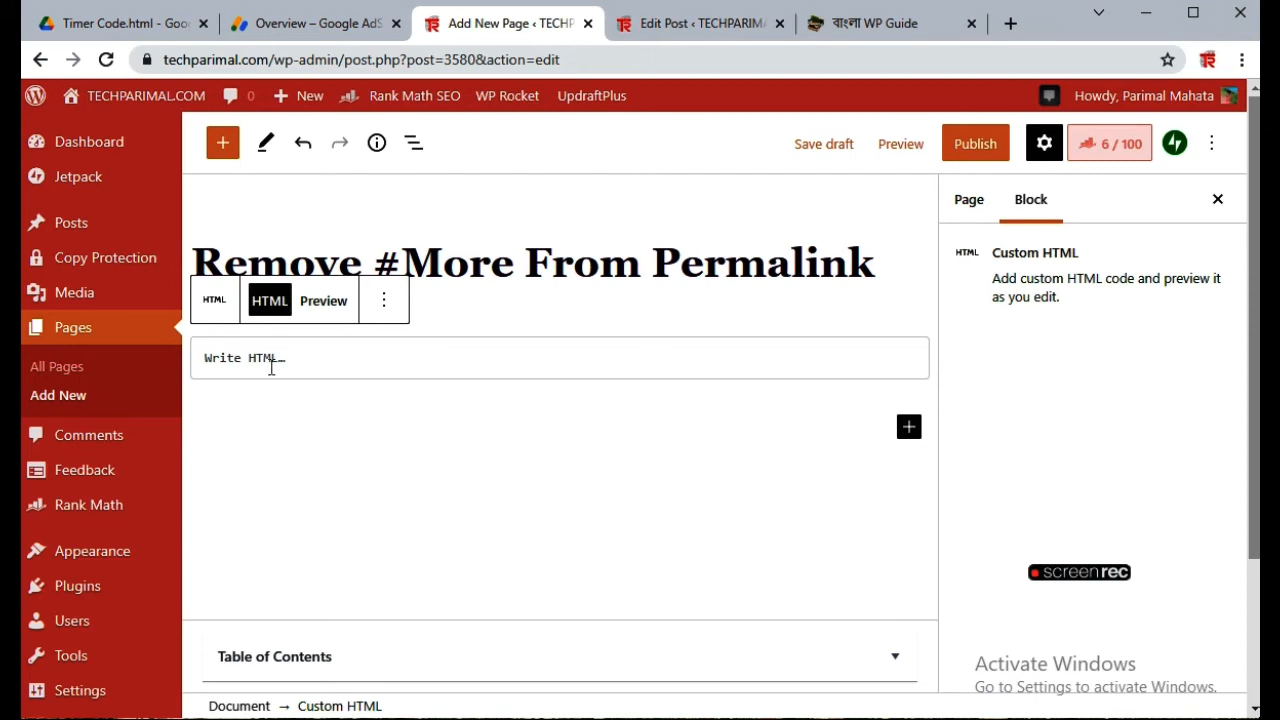 Timer Code.html - Goo
Overview – Google AdS
Add New Page ‹ TECHP
Edit Post ‹ TECHPARIMA
বাংলা WP Guide
techparimal.com/wp-admin/post.php?post=3580&action=edit
TECHPARIMAL.COM
0
New
Rank Math SEO
WP Rocket
UpdraftPlus
Howdy, Parimal Mahata
Dashboard
Jetpack
Posts
Copy Protection
Media
Pages
All Pages
Add New
Comments
Feedback
Rank Math
Appearance
Plugins
Users
Tools
Settings
Save draft
Preview
Publish
6 / 100
Remove #More From Permalink
HTML
HTML
Preview
Write HTML...
Table of Contents
Document → Custom HTML
Page
Block
HTML
Custom HTML
Add custom HTML code and preview it
as you edit.
screenrec
Activate Windows
Go to Settings to activate Windows.